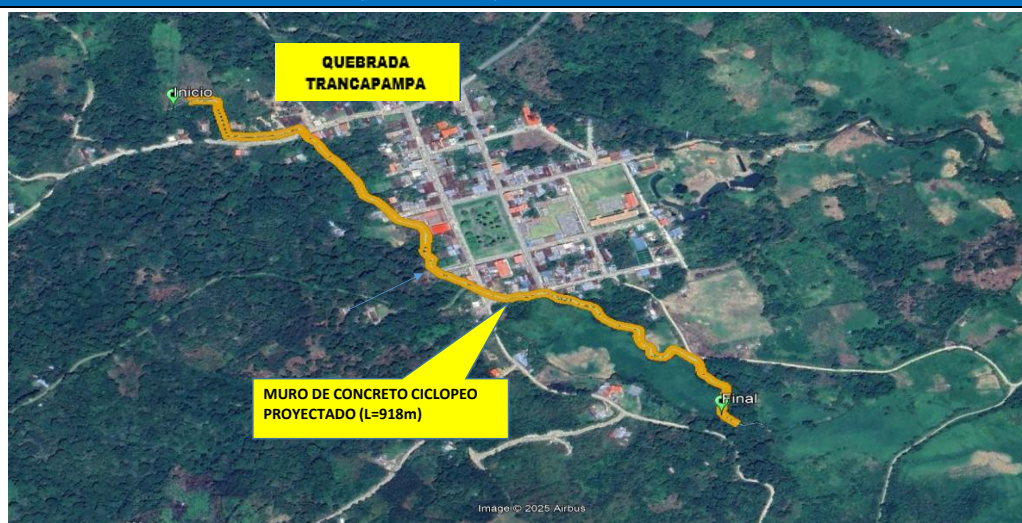 Inicio
QUEBRADA
TRANCAPAMPA
MURO DE CONCRETO CICLOPEO
PROYECTADO (L=918m)
Final
Image © 2025 Airbus